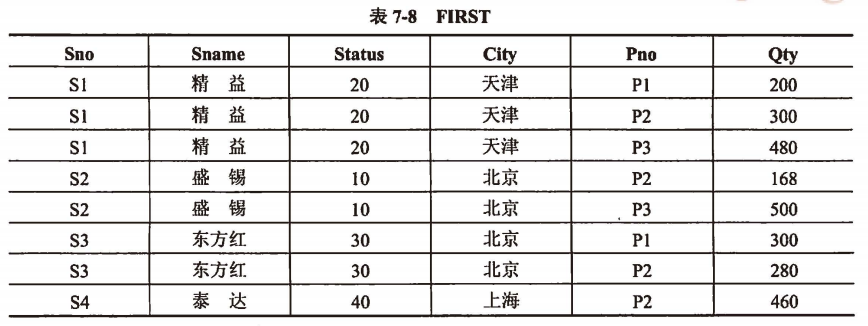 表 7-8 FIRST
Sno Sname Status City Pno Qty
S1 精 益 20 天津 P1 200
S1 精 益 20 天津 P2 300
S1 精 益 20 天津 P3 480
S2 盛 锡 10 北京 P2 168
S2 盛 锡 10 北京 P3 500
S3 东方红 30 北京 P1 300
S3 东方红 30 北京 P2 280
S4 泰 达 40 上海 P2 460